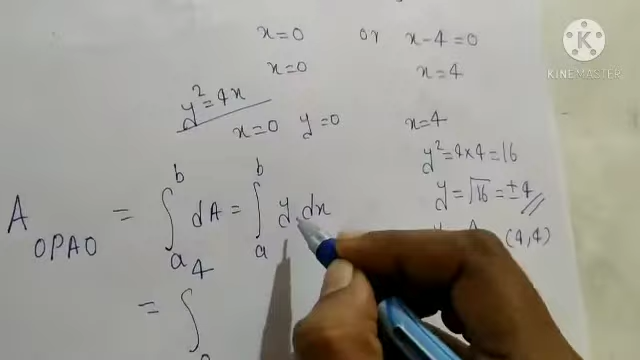 x=0 or x-4=0
x=0 x=4
y²=4x
x=0 y=0 x=4
y²=4×4=16
y=√16=±4
(4,4)
A OPAO = ∫ₐᵇ dA = ∫ₐᵇ y.dx
= ∫⁴
K
KINEMASTER